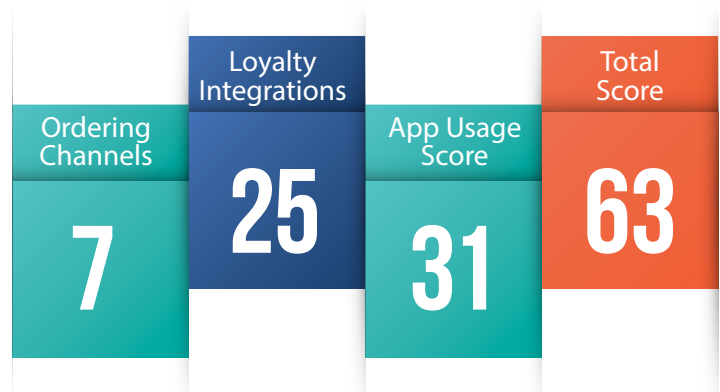 Ordering
Channels
7
Loyalty
Integrations
25
App Usage
Score
31
Total
Score
63